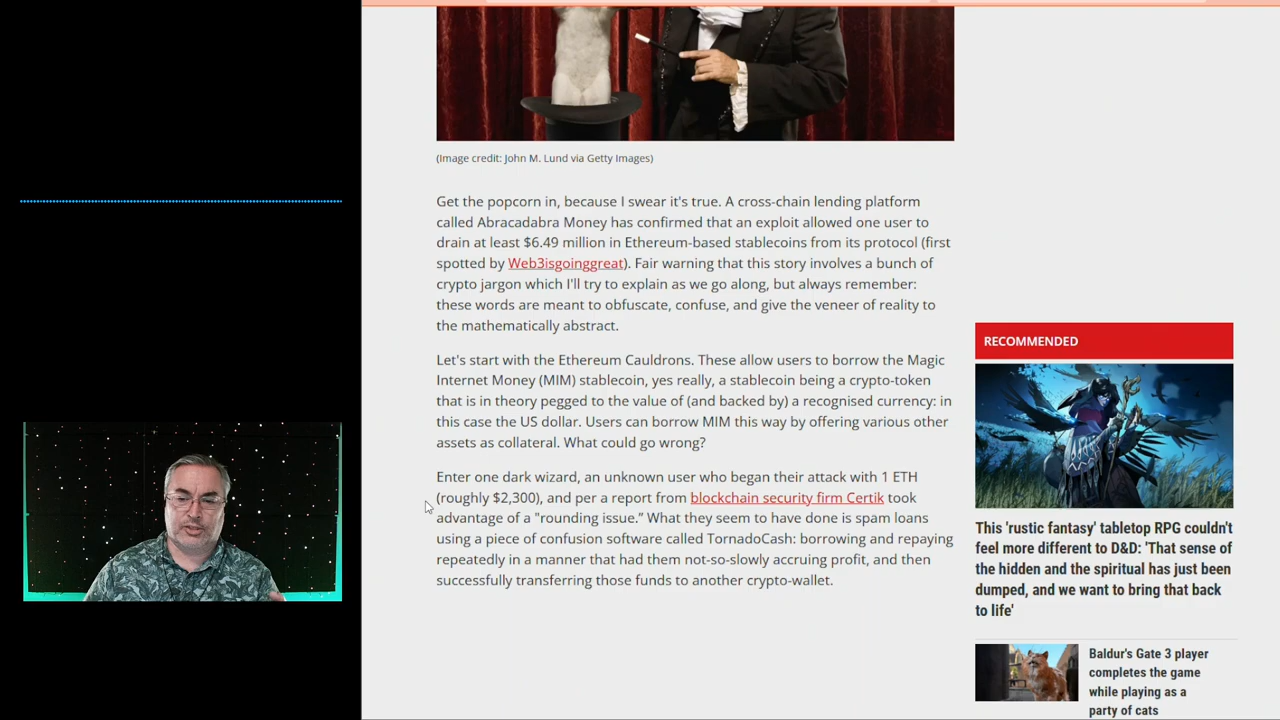 (Image credit: John M. Lund via Getty Images)
Get the popcorn in, because I swear it's true. A cross-chain lending platform
called Abracadabra Money has confirmed that an exploit allowed one user to
drain at least $6.49 million in Ethereum-based stablecoins from its protocol (first
spotted by Web3isgoinggreat). Fair warning that this story involves a bunch of
crypto jargon which I'll try to explain as we go along, but always remember:
these words are meant to obfuscate, confuse, and give the veneer of reality to
the mathematically abstract.
Let's start with the Ethereum Cauldrons. These allow users to borrow the Magic
Internet Money (MIM) stablecoin, yes really, a stablecoin being a crypto-token
that is in theory pegged to the value of (and backed by) a recognised currency: in
this case the US dollar. Users can borrow MIM this way by offering various other
assets as collateral. What could go wrong?
Enter one dark wizard, an unknown user who began their attack with 1 ETH
(roughly $2,300), and per a report from blockchain security firm Certik took
advantage of a "rounding issue.” What they seem to have done is spam loans
using a piece of confusion software called TornadoCash: borrowing and repaying
repeatedly in a manner that had them not-so-slowly accruing profit, and then
successfully transferring those funds to another crypto-wallet.
RECOMMENDED
This 'rustic fantasy' tabletop RPG couldn't
feel more different to D&D: 'That sense of
the hidden and the spiritual has just been
dumped, and we want to bring that back
to life'
Baldur's Gate 3 player
completes the game
while playing as a
party of cats